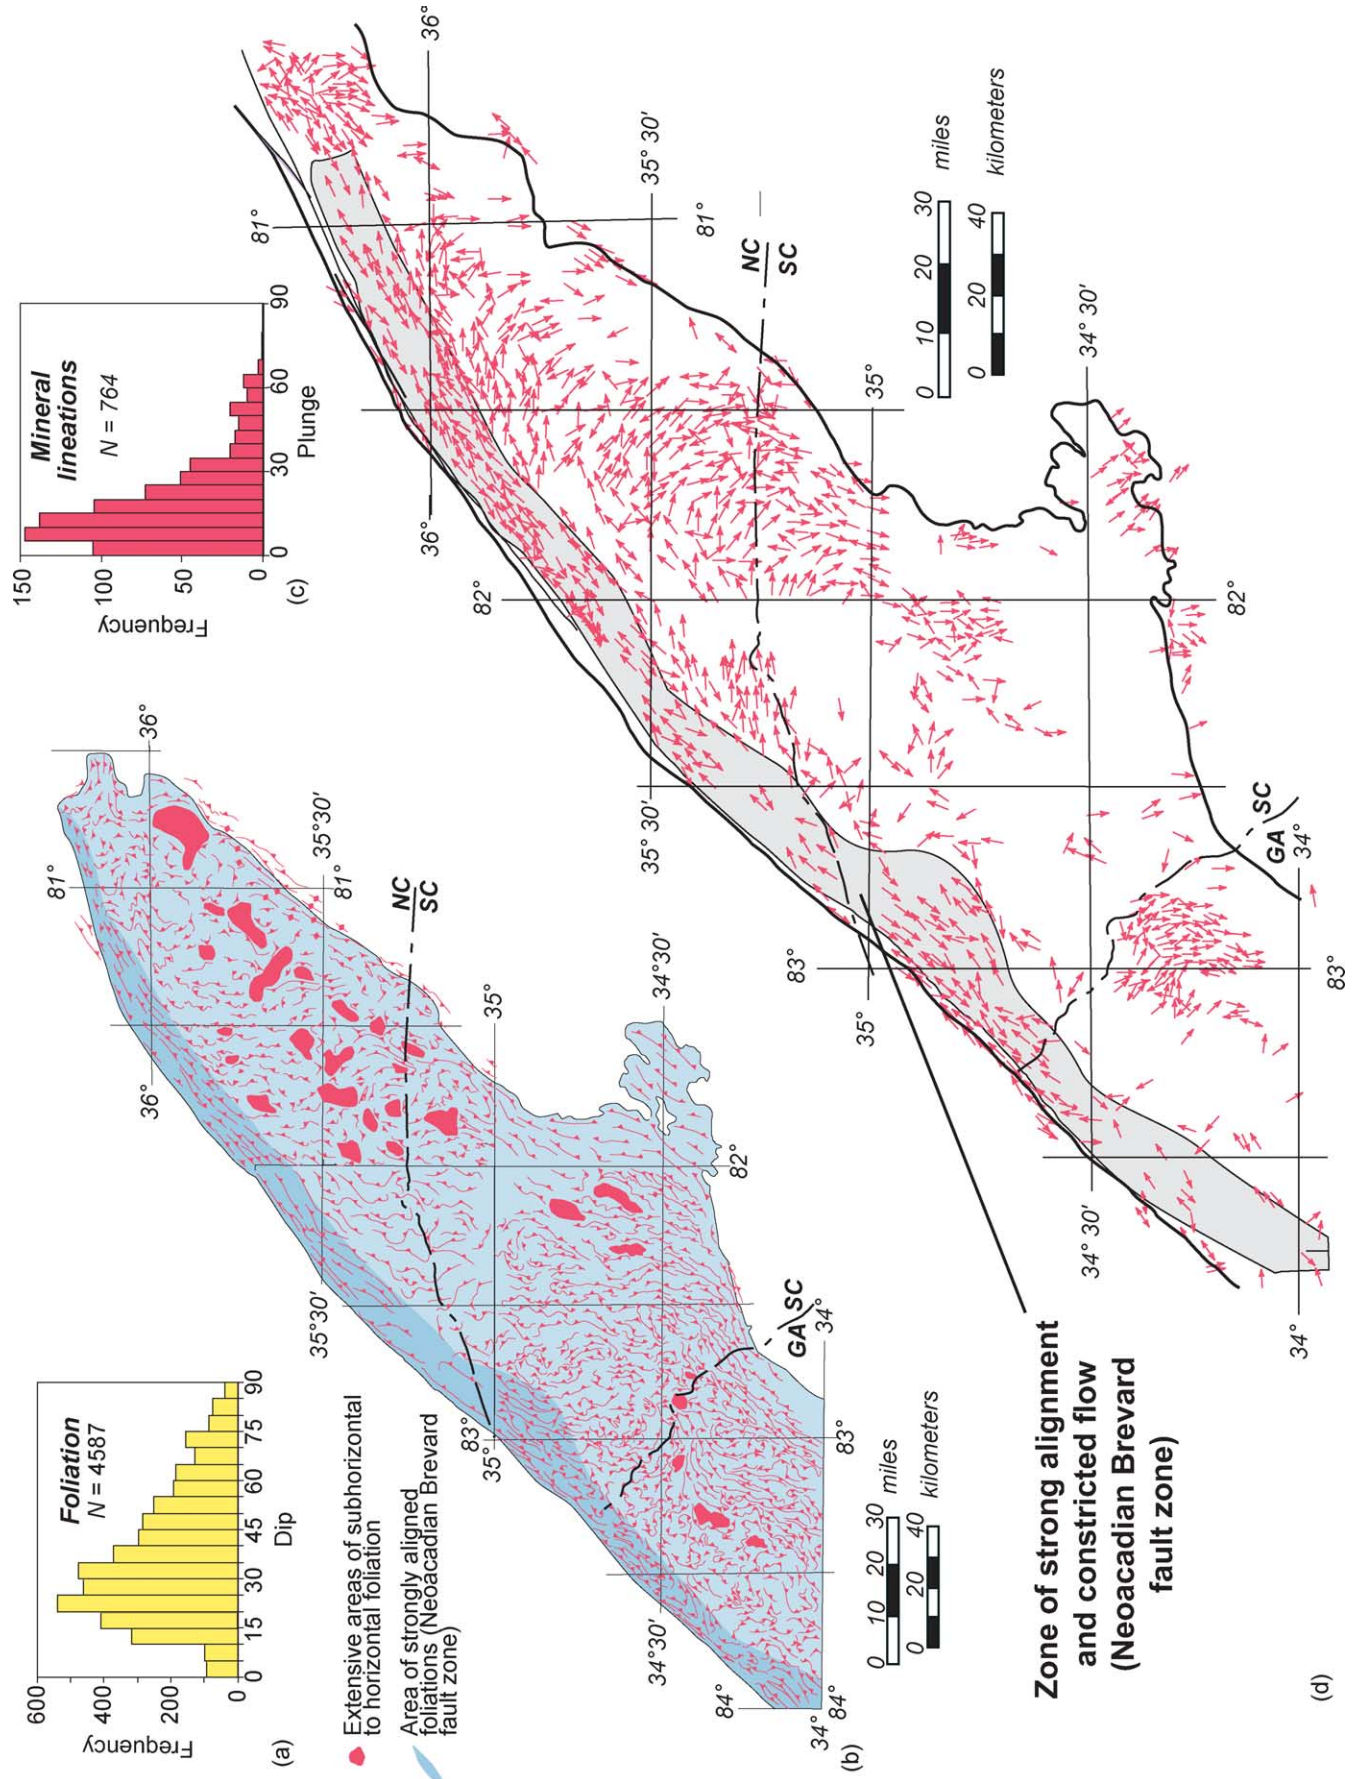 Foliation
N = 4587
600
400
200
0
Frequency
0
15
30
45
60
75
90
Dip
(a)
Extensive areas of subhorizontal
to horizontal foliation
Area of strongly aligned
foliations (Neoacadian Brevard
fault zone)
36°
81°
36°
35°30'
81°
35°30'
NC
SC
35°
83°
35°
34°30'
82°
34°30'
GA
SC
34°
83°
84°
34°
84°
0 10 20 30
miles
kilometers
0 20 40
(b)
Mineral
lineations
N = 764
150
100
50
0
Frequency
0
30
60
90
Plunge
(c)
36°
81°
36°
35° 30'
81°
NC
SC
82°
35° 30'
35°
83°
35°
34° 30'
82°
34° 30'
GA
SC
34°
83°
34°
0 10 20 30
miles
kilometers
0 20 40
Zone of strong alignment
and constricted flow
(Neoacadian Brevard
fault zone)
(d)